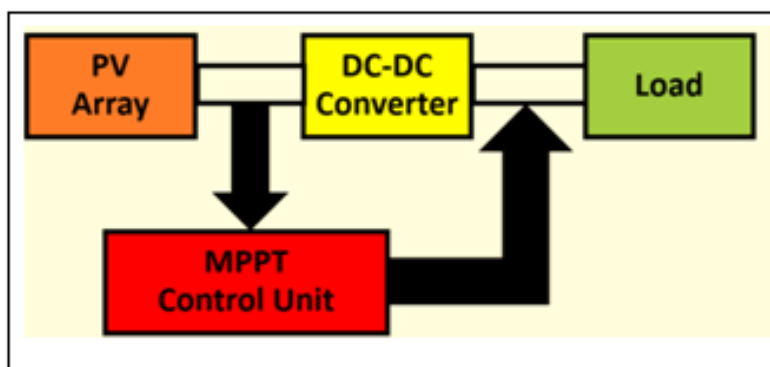 PV
Array
DC-DC
Converter
Load
MPPT
Control Unit